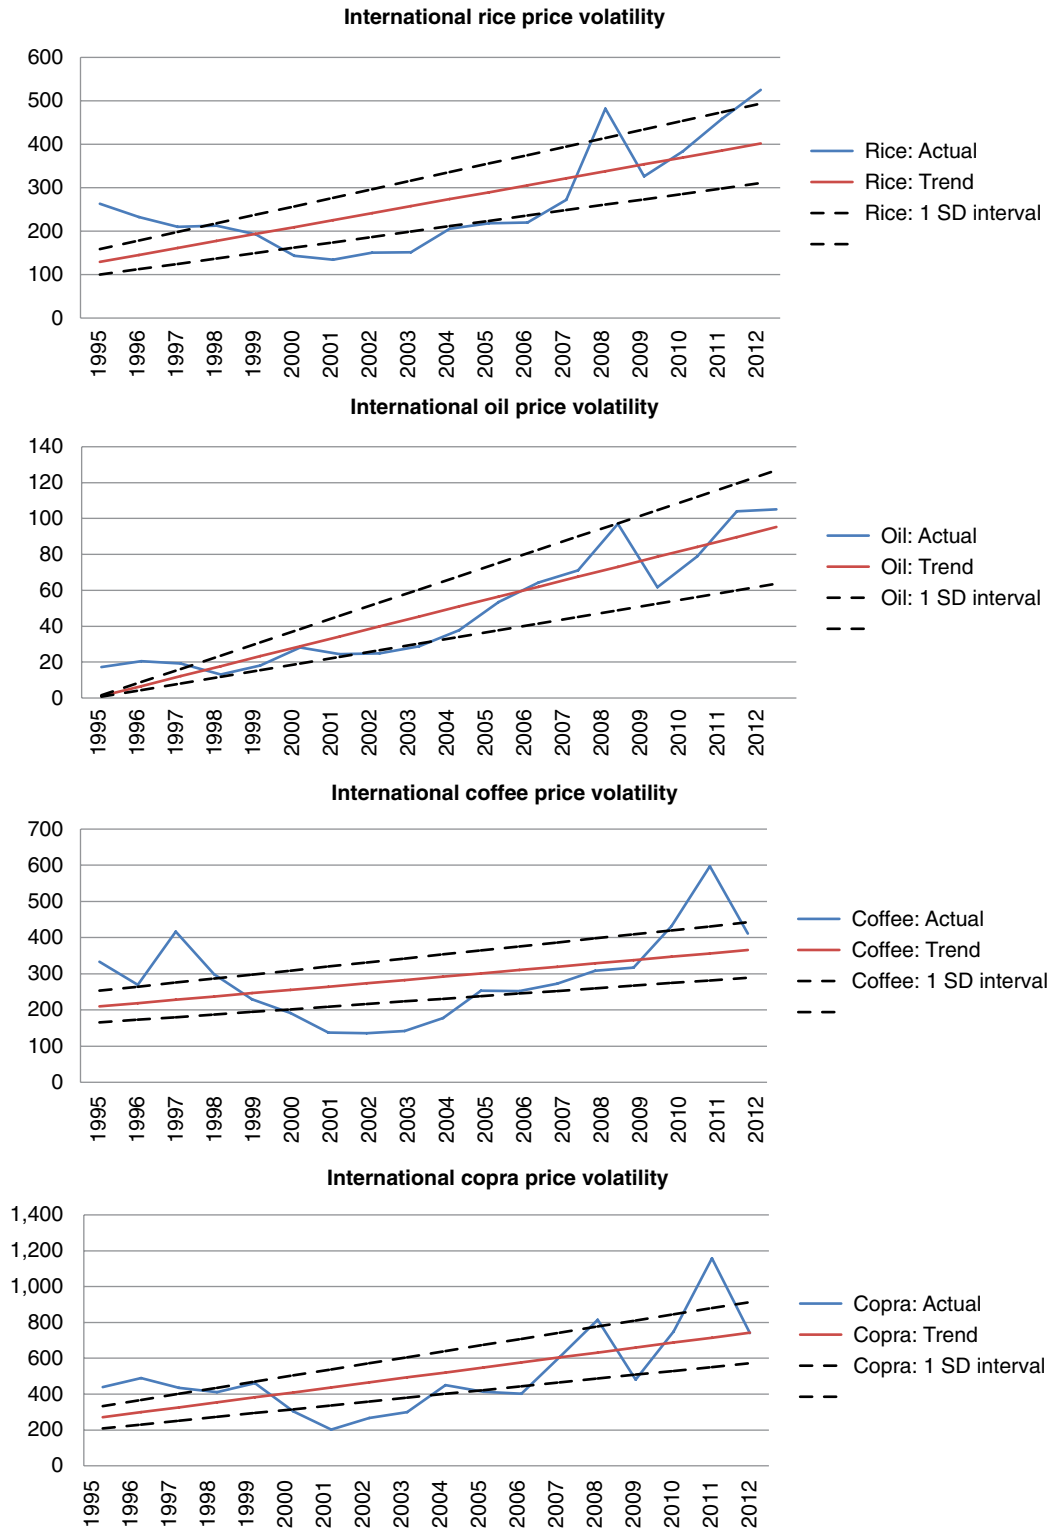 International rice price volatility
600
500
400
300
200
100
0
1995 1996 1997 1998 1999 2000 2001 2002 2003 2004 2005 2006 2007 2008 2009 2010 2011 2012
Rice: Actual
Rice: Trend
Rice: 1 SD interval
International oil price volatility
140
120
100
80
60
40
20
0
1995 1996 1997 1998 1999 2000 2001 2002 2003 2004 2005 2006 2007 2008 2009 2010 2011 2012
Oil: Actual
Oil: Trend
Oil: 1 SD interval
International coffee price volatility
700
600
500
400
300
200
100
0
1995 1996 1997 1998 1999 2000 2001 2002 2003 2004 2005 2006 2007 2008 2009 2010 2011 2012
Coffee: Actual
Coffee: Trend
Coffee: 1 SD interval
International copra price volatility
1,400
1,200
1,000
800
600
400
200
0
1995 1996 1997 1998 1999 2000 2001 2002 2003 2004 2005 2006 2007 2008 2009 2010 2011 2012
Copra: Actual
Copra: Trend
Copra: 1 SD interval